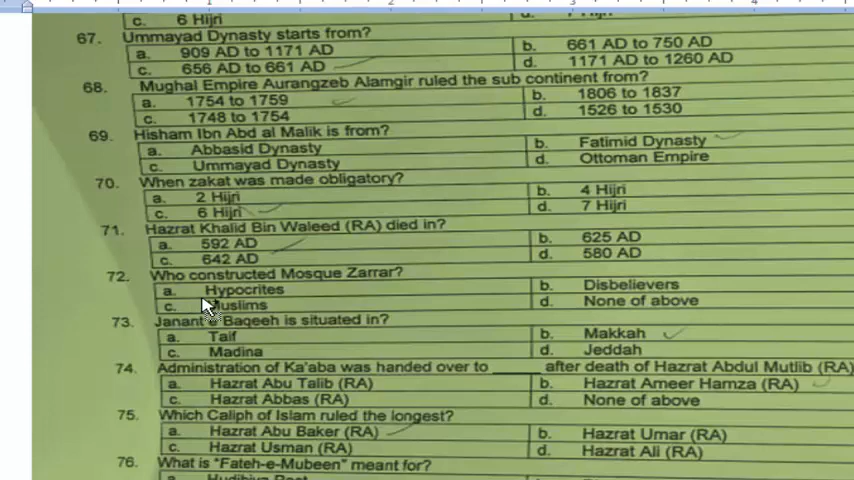 c. 6 Hijri d. 7 Hijri
67. Ummayad Dynasty starts from?
a. 909 AD to 1171 AD b. 661 AD to 750 AD
c. 656 AD to 661 AD d. 1171 AD to 1260 AD
68. Mughal Empire Aurangzeb Alamgir ruled the sub continent from?
a. 1754 to 1759 b. 1806 to 1837
c. 1748 to 1754 d. 1526 to 1530
69. Hisham Ibn Abd al Malik is from?
a. Abbasid Dynasty b. Fatimid Dynasty
c. Ummayad Dynasty d. Ottoman Empire
70. When zakat was made obligatory?
a. 2 Hijri b. 4 Hijri
c. 6 Hijri d. 7 Hijri
71. Hazrat Khalid Bin Waleed (RA) died in?
a. 592 AD b. 625 AD
c. 642 AD d. 580 AD
72. Who constructed Mosque Zarrar?
a. Hypocrites b. Disbelievers
c. Muslims d. None of above
73. Janant e Baqeeh is situated in?
a. Taif b. Makkah
c. Madina d. Jeddah
74. Administration of Ka'aba was handed over to ______ after death of Hazrat Abdul Mutlib (RA)
a. Hazrat Abu Talib (RA) b. Hazrat Ameer Hamza (RA)
c. Hazrat Abbas (RA) d. None of above
75. Which Caliph of Islam ruled the longest?
a. Hazrat Abu Baker (RA) b. Hazrat Umar (RA)
c. Hazrat Usman (RA) d. Hazrat Ali (RA)
76. What is "Fateh-e-Mubeen" meant for?